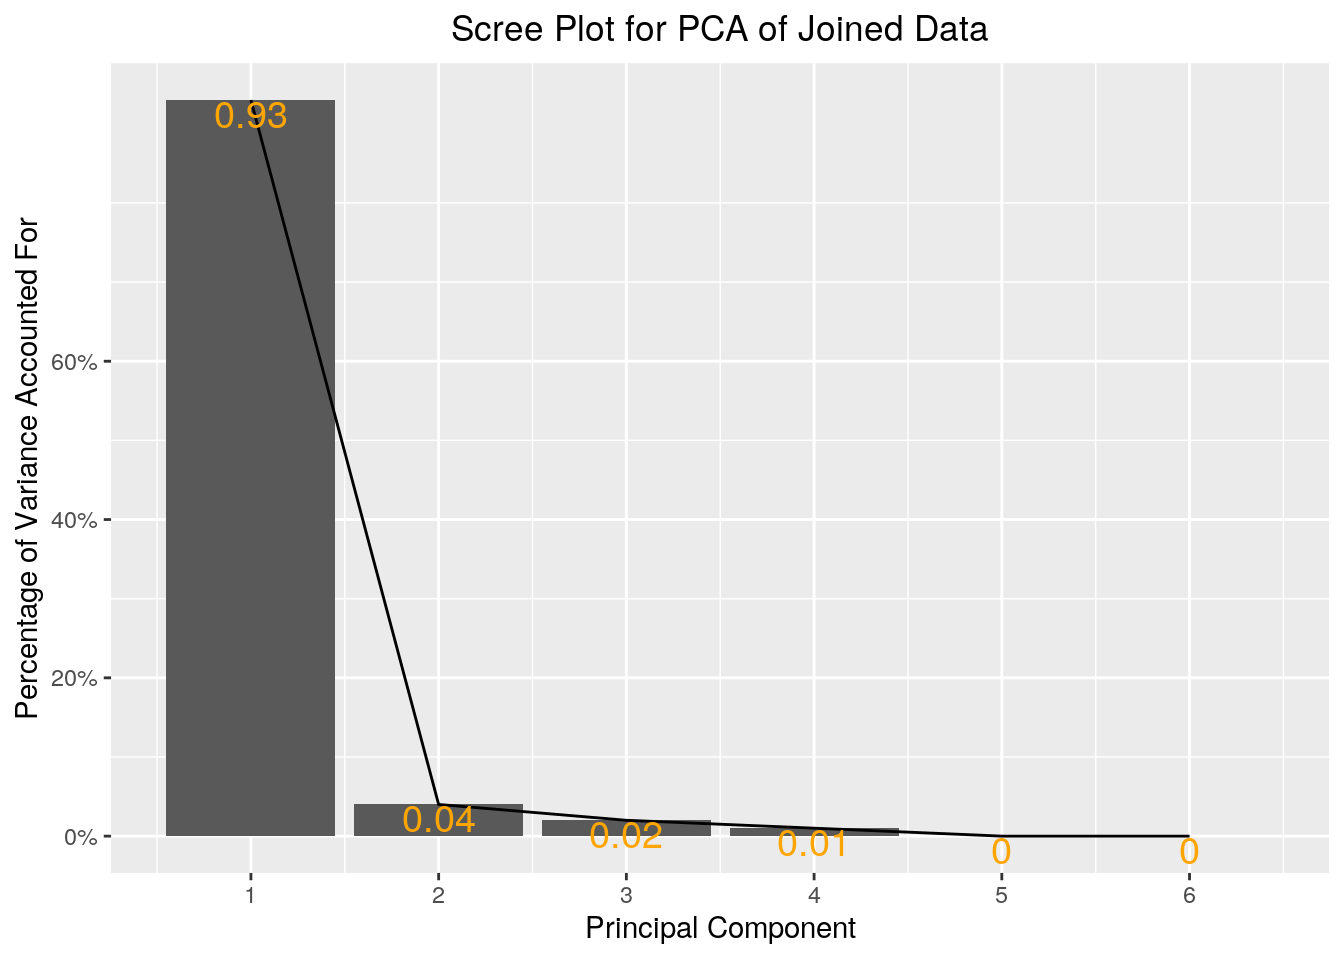 Scree Plot for PCA of Joined Data
Percentage of Variance Accounted For
60%
40%
20%
0%
0.93
0.04
0.02
0.01
0
0
1 2 3 4 5 6
Principal Component